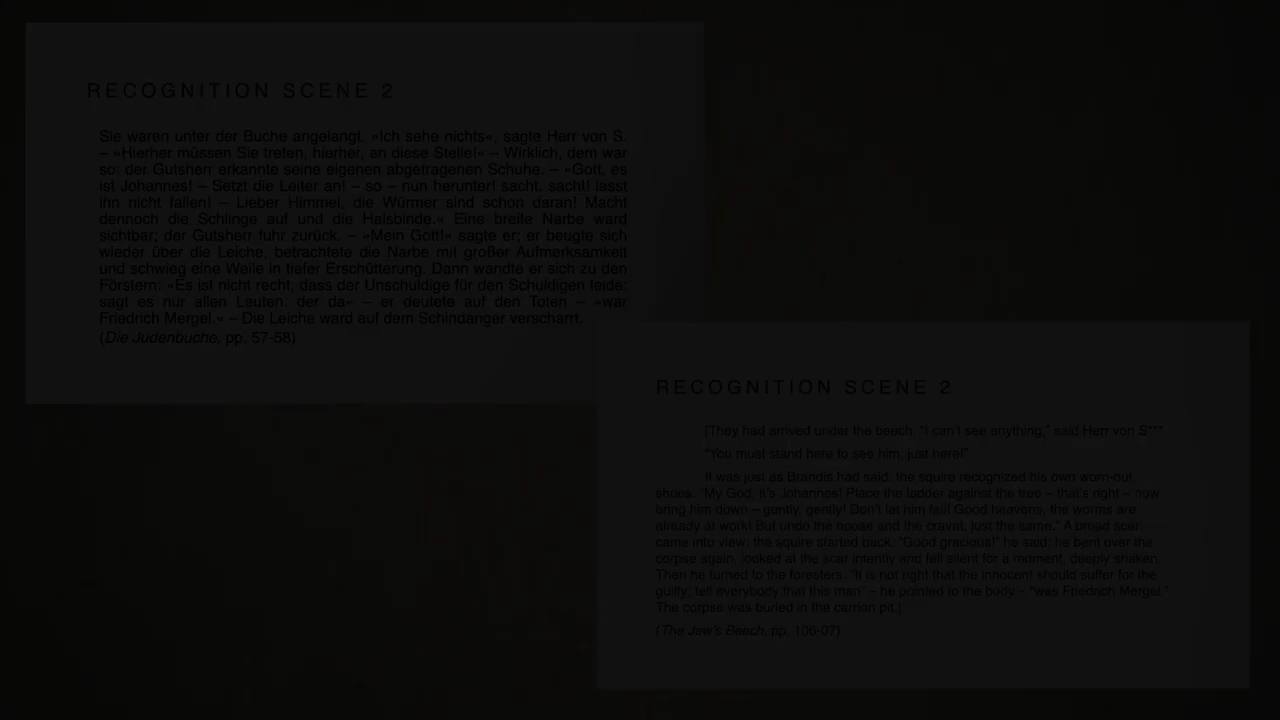 RECOGNITION SCENE 2
Sie waren unter der Buche angelangt. »Ich sehe nichts«, sagte Herr von S.
– »Hierher müssen Sie treten, hierher, an diese Stelle!« – Wirklich, dem war
so: der Gutsherr erkannte seine eigenen abgetragenen Schuhe. – »Gott, es
ist Johannes! – Setzt die Leiter an! – so – nun herunter! sacht, sacht! lasst
ihn nicht fallen! – Lieber Himmel, die Würmer sind schon daran! Macht
dennoch die Schlinge auf und die Halsbinde.« Eine breite Narbe ward
sichtbar; der Gutsherr fuhr zurück. – »Mein Gott!« sagte er; er beugte sich
wieder über die Leiche, betrachtete die Narbe mit großer Aufmerksamkeit
und schwieg eine Weile in tiefer Erschütterung. Dann wandte er sich zu den
Förstern: »Es ist nicht recht, dass der Unschuldige für den Schuldigen leide;
sagt es nur allen Leuten: der da« – er deutete auf den Toten – »war
Friedrich Mergel.« – Die Leiche ward auf dem Schindanger verscharrt.
(Die Judenbuche, pp. 57-58)
RECOGNITION SCENE 2
[They had arrived under the beech. "I can't see anything," said Herr von S***.
"You must stand here to see him, just here!"
It was just as Brandis had said: the squire recognized his own worn-out
shoes. "My God, it's Johannes! Place the ladder against the tree – that's right – now
bring him down – gently, gently! Don't let him fall! Good heavens, the worms are
already at work! But undo the noose and the cravat, just the same." A broad scar
came into view; the squire started back. "Good gracious!" he said; he bent over the
corpse again, looked at the scar intently and fell silent for a moment, deeply shaken.
Then he turned to the foresters. "It is not right that the innocent should suffer for the
guilty; tell everybody that this man" – he pointed to the body – "was Friedrich Mergel."
The corpse was buried in the carrion pit.]
(The Jew's Beech, pp. 106-07)